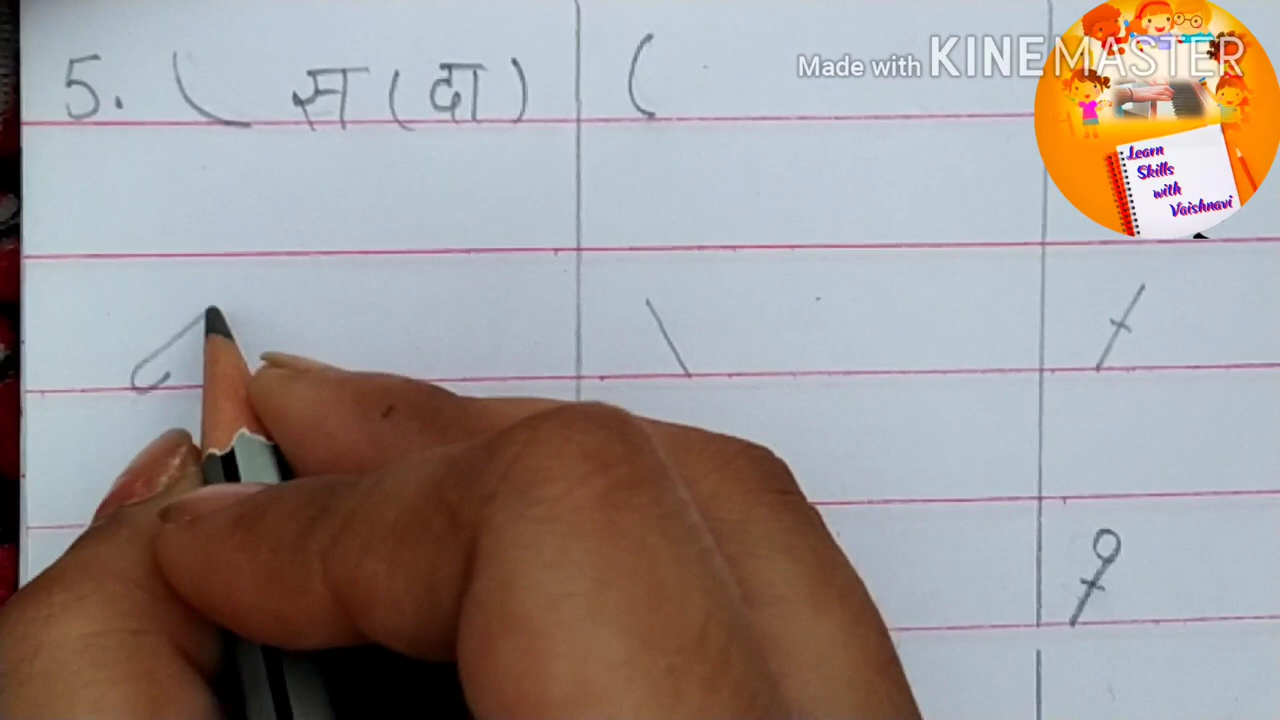 5. ( स (दा) (
Made with KINEMASTER
Learn
Skills
with
Vaishnavi